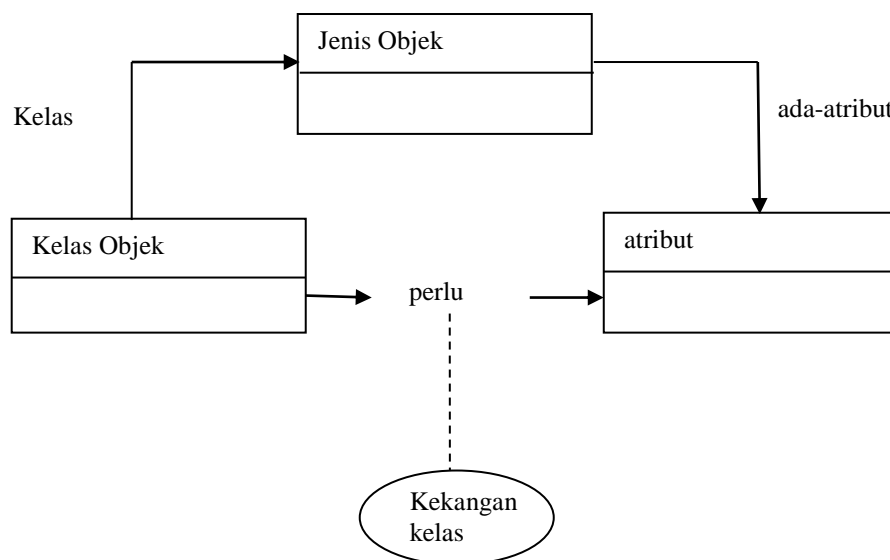 Jenis Objek
Kelas
ada-atribut
Kelas Objek
atribut
perlu
Kekangan
kelas